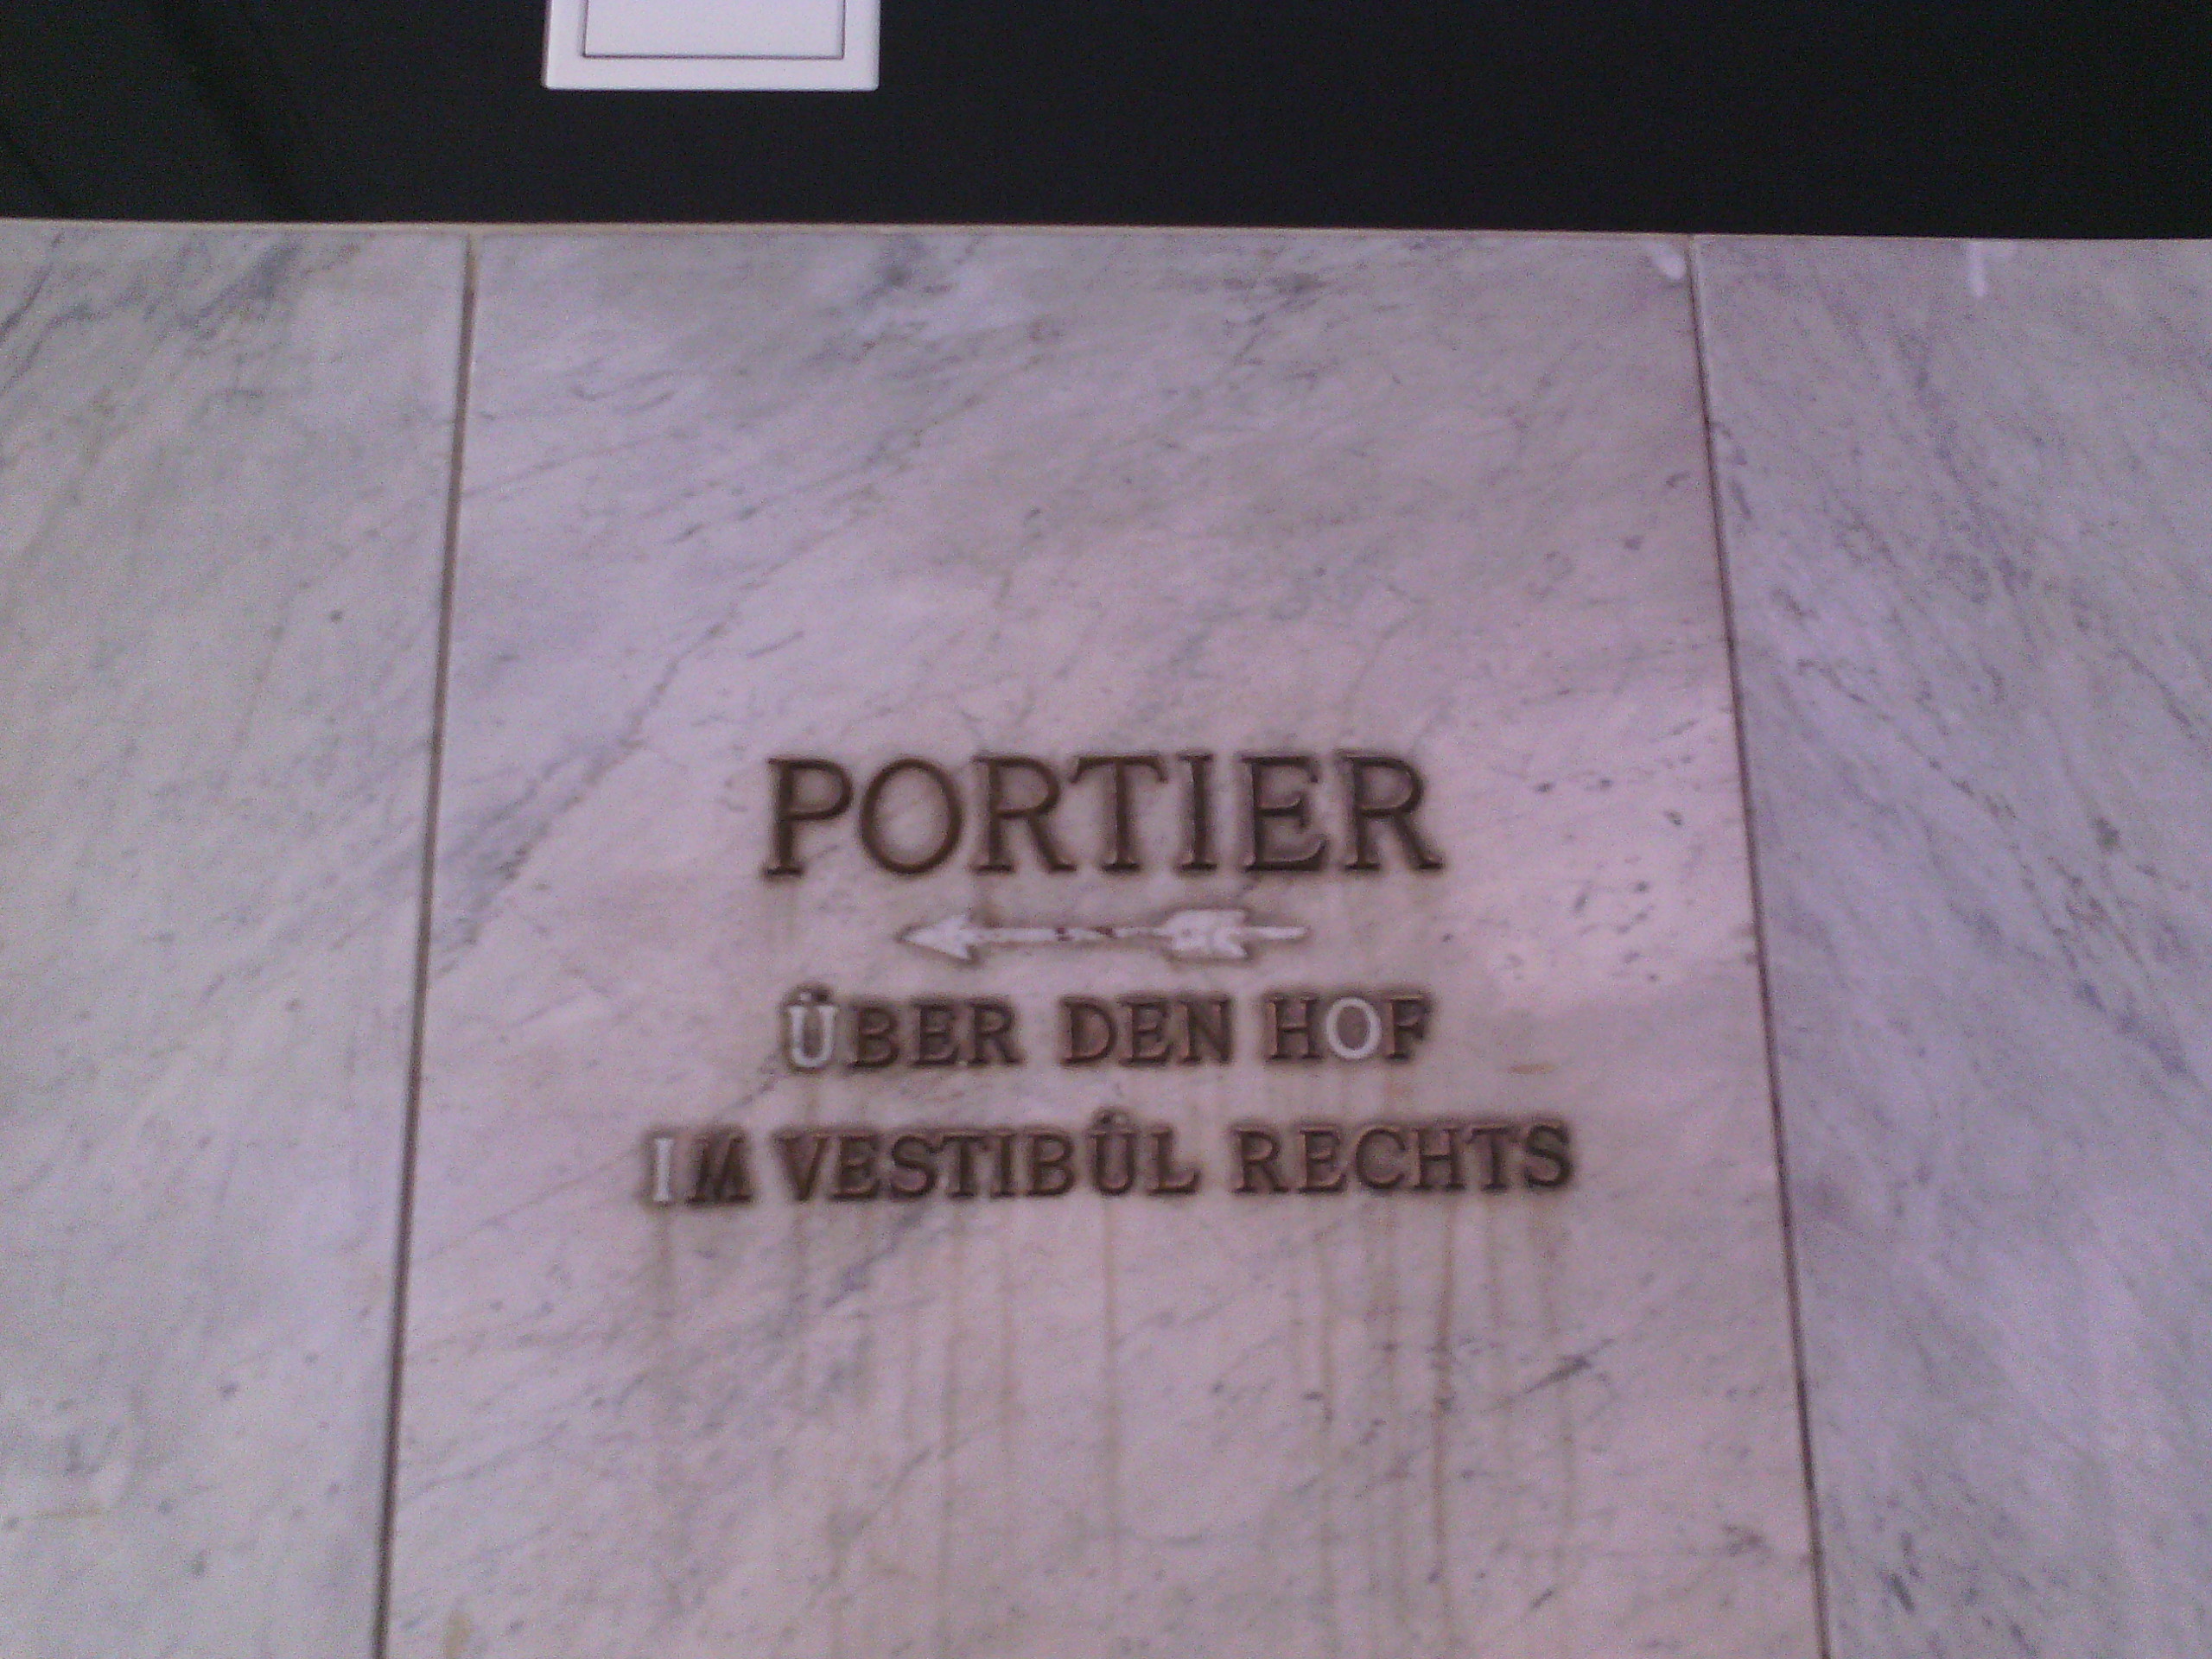 PORTIER
ÜBER DEN HOF
IM VESTIBÜL RECHTS